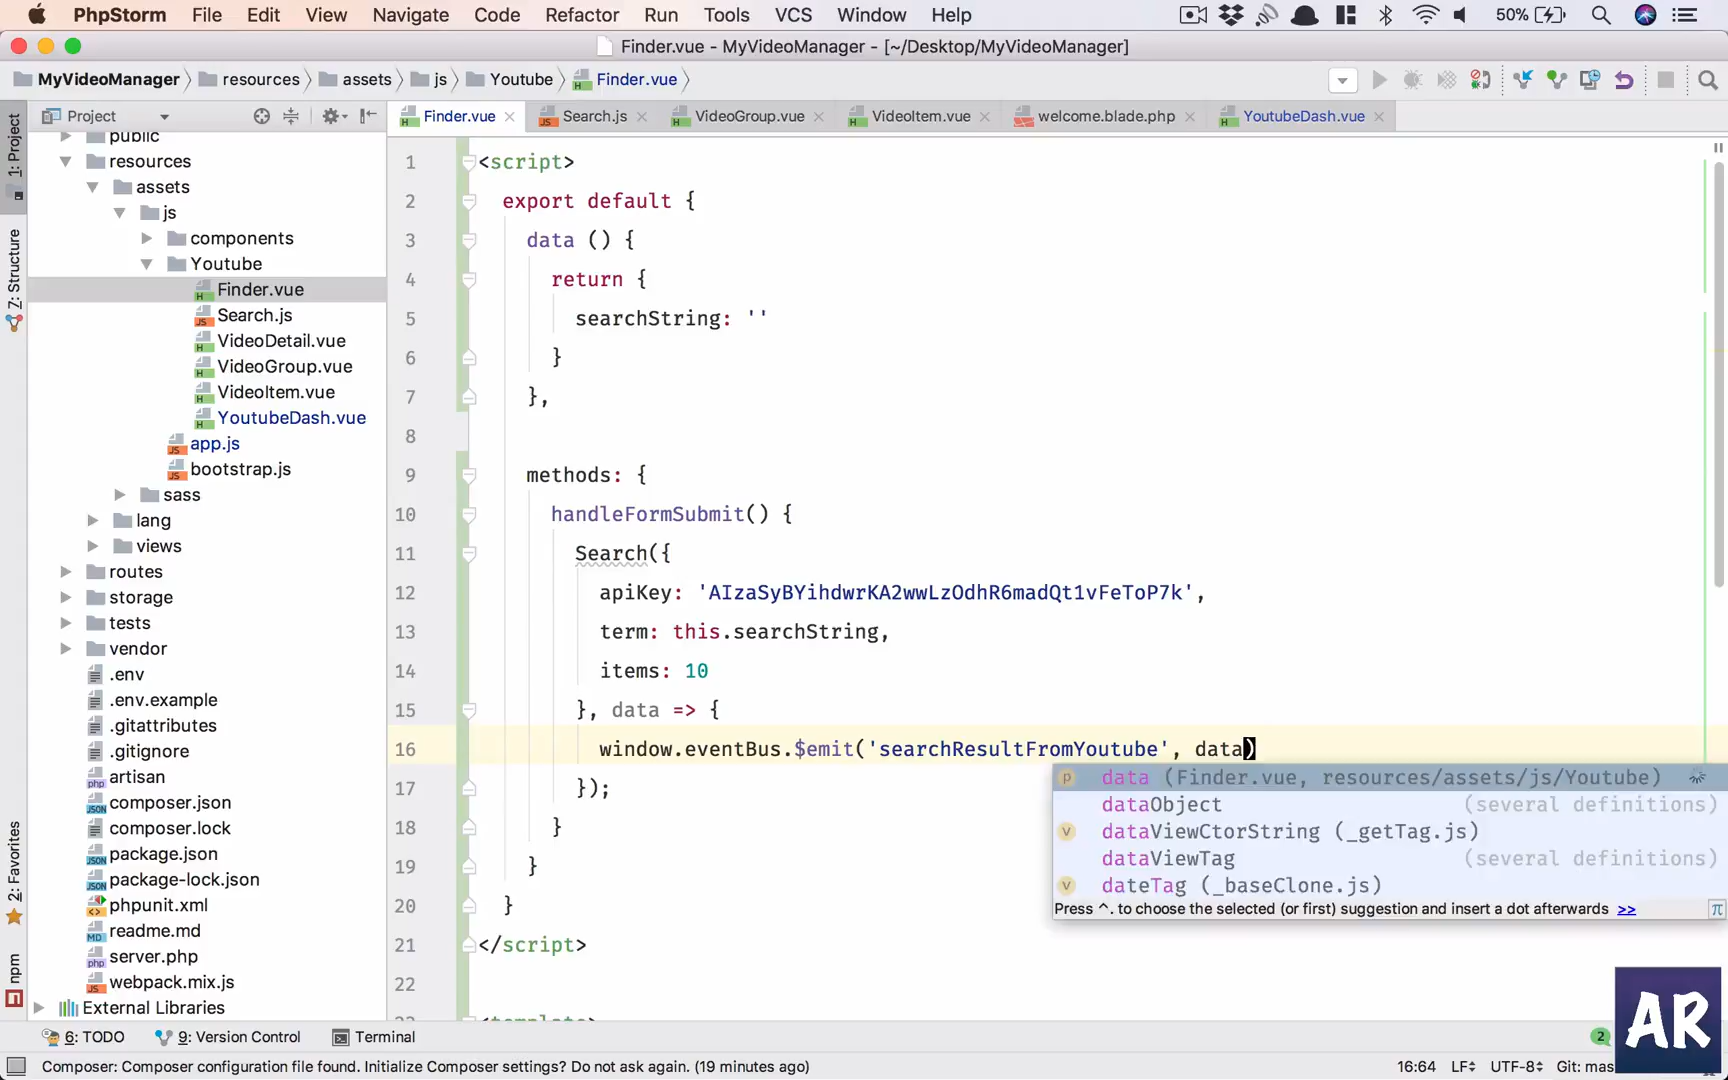 PhpStorm File Edit View Navigate Code Refactor Run Tools VCS Window Help 50%
Finder.vue - MyVideoManager - [~/Desktop/MyVideoManager]
MyVideoManager resources assets js Youtube Finder.vue
Project
Finder.vue Search.js VideoGroup.vue VideoItem.vue welcome.blade.php YoutubeDash.vue
1: Project
7: Structure
2: Favorites
npm
public
resources
assets
js
components
Youtube
Finder.vue
Search.js
VideoDetail.vue
VideoGroup.vue
VideoItem.vue
YoutubeDash.vue
app.js
bootstrap.js
sass
lang
views
routes
storage
tests
vendor
.env
.env.example
.gitattributes
.gitignore
artisan
composer.json
composer.lock
package.json
package-lock.json
phpunit.xml
readme.md
server.php
webpack.mix.js
External Libraries
1 <script>
2 export default {
3 data () {
4 return {
5 searchString: ''
6 }
7 },
8
9 methods: {
10 handleFormSubmit() {
11 Search({
12 apiKey: 'AIzaSyBYihdwrKA2wwLzOdhR6madQt1vFeToP7k',
13 term: this.searchString,
14 items: 10
15 }, data => {
16 window.eventBus.$emit('searchResultFromYoutube', data)
17 });
18 }
19 }
20 }
21 </script>
22
data (Finder.vue, resources/assets/js/Youtube)
dataObject (several definitions)
dataViewCtorString (_getTag.js)
dataViewTag (several definitions)
dateTag (_baseClone.js)
Press ^. to choose the selected (or first) suggestion and insert a dot afterwards >>
6: TODO 9: Version Control Terminal 2
Composer: Composer configuration file found. Initialize Composer settings? Do not ask again. (19 minutes ago) 16:64 LF UTF-8 Git: mas
AR